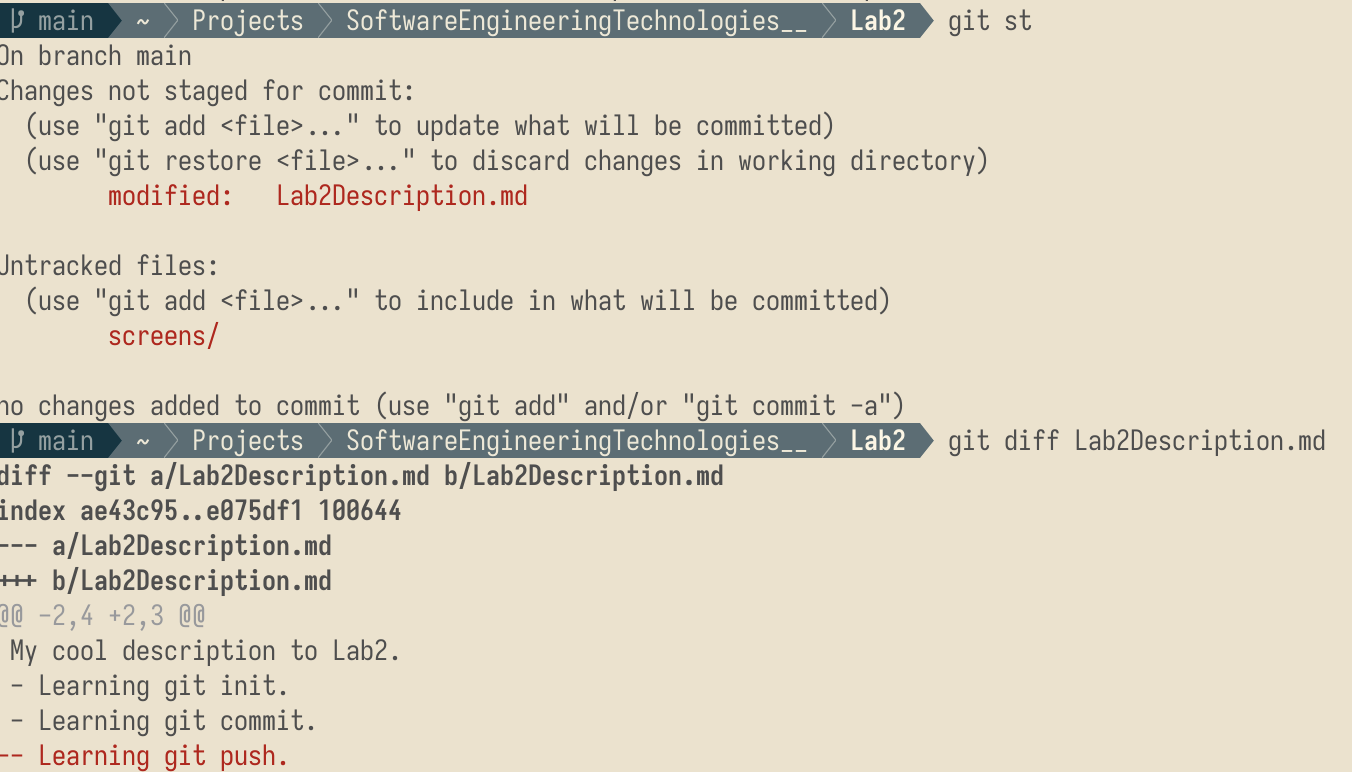 main ~ Projects SoftwareEngineeringTechnologies__ Lab2 git st
On branch main
Changes not staged for commit:
  (use "git add <file>..." to update what will be committed)
  (use "git restore <file>..." to discard changes in working directory)
        modified:   Lab2Description.md
Untracked files:
  (use "git add <file>..." to include in what will be committed)
        screens/
no changes added to commit (use "git add" and/or "git commit -a")
main ~ Projects SoftwareEngineeringTechnologies__ Lab2 git diff Lab2Description.md
diff --git a/Lab2Description.md b/Lab2Description.md
index ae43c95..e075df1 100644
--- a/Lab2Description.md
+++ b/Lab2Description.md
@@ -2,4 +2,3 @@
 My cool description to Lab2.
 - Learning git init.
 - Learning git commit.
-- Learning git push.